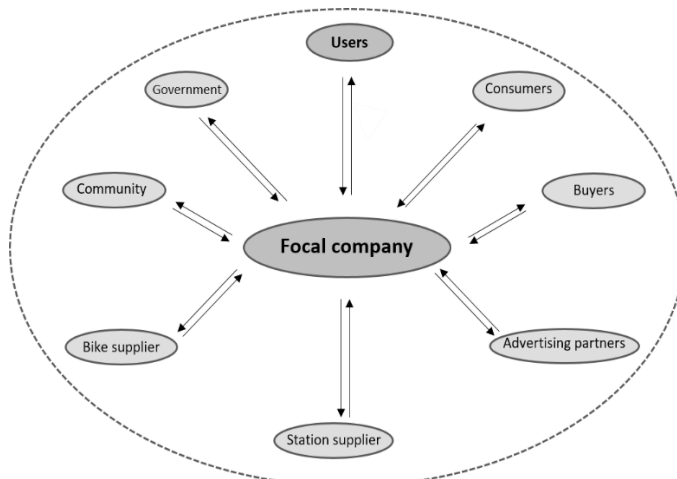 Users
Government
Consumers
Community
Buyers
Focal company
Bike supplier
Advertising partners
Station supplier